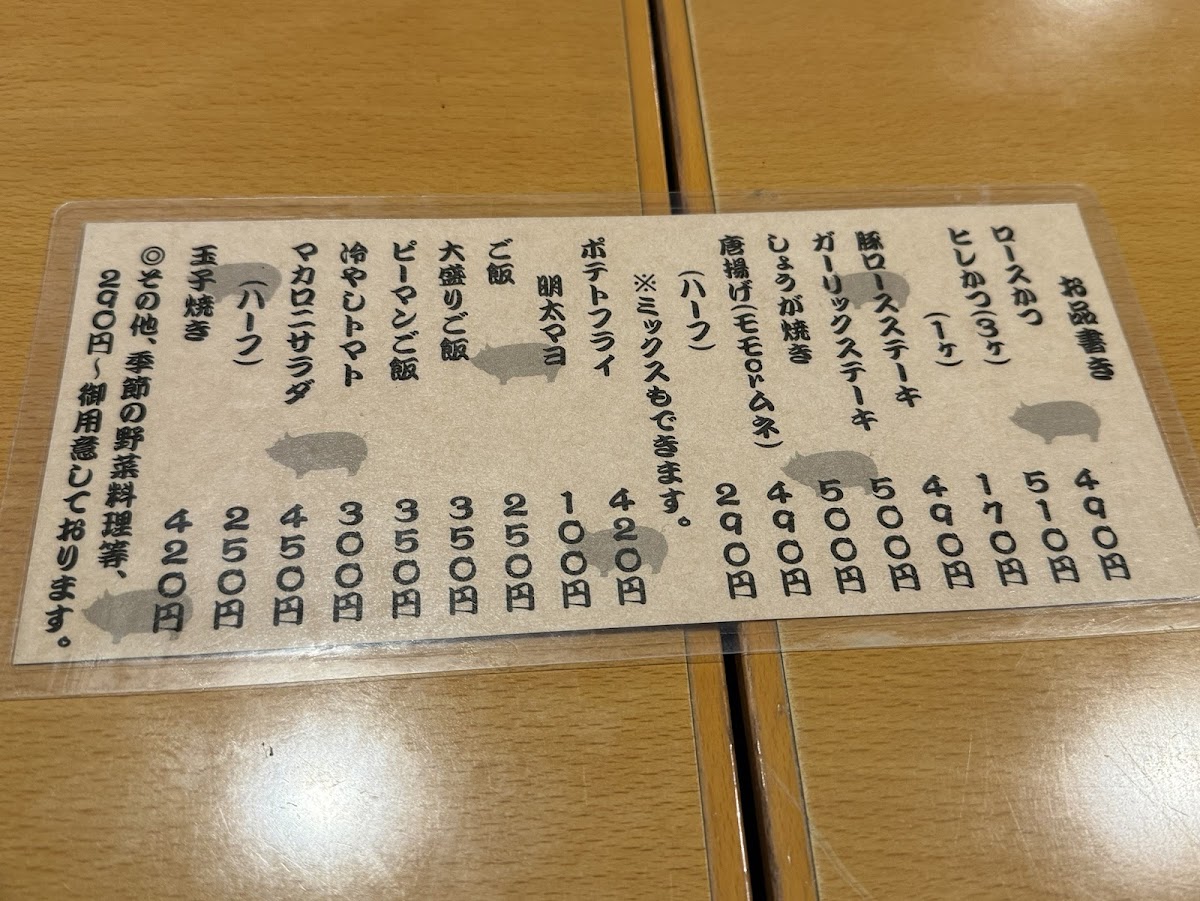 お品書き
ロースかつ 490円
ヒレかつ(3ヶ) 510円
(1ヶ) 170円
豚ロースステーキ 490円
ガーリックステーキ 500円
しょうが焼き 500円
唐揚げ(モモorムネ) 490円
(ハーフ) 290円
※ミックスもできます。
ポテトフライ 420円
明太マヨ 100円
ご飯 250円
大盛りご飯 350円
ピーマンご飯 350円
冷やしトマト 300円
マカロニサラダ 450円
(ハーフ) 250円
玉子焼き 420円
◎その他、季節の野菜料理等、
290円～御用意しております。